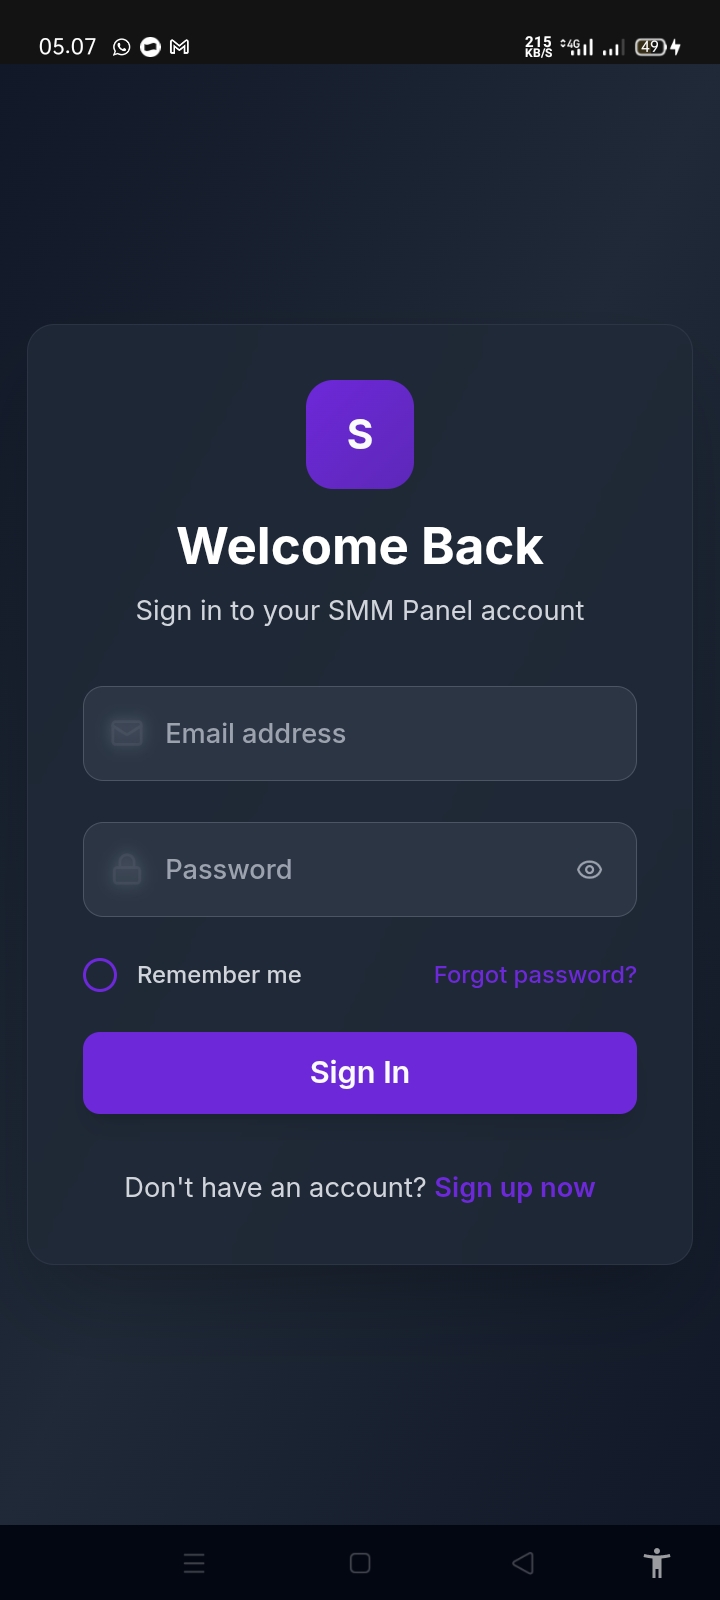 05.07
215
KB/S
4G
49
S
Welcome Back
Sign in to your SMM Panel account
Email address
Password
Remember me
Forgot password?
Sign In
Don't have an account? Sign up now